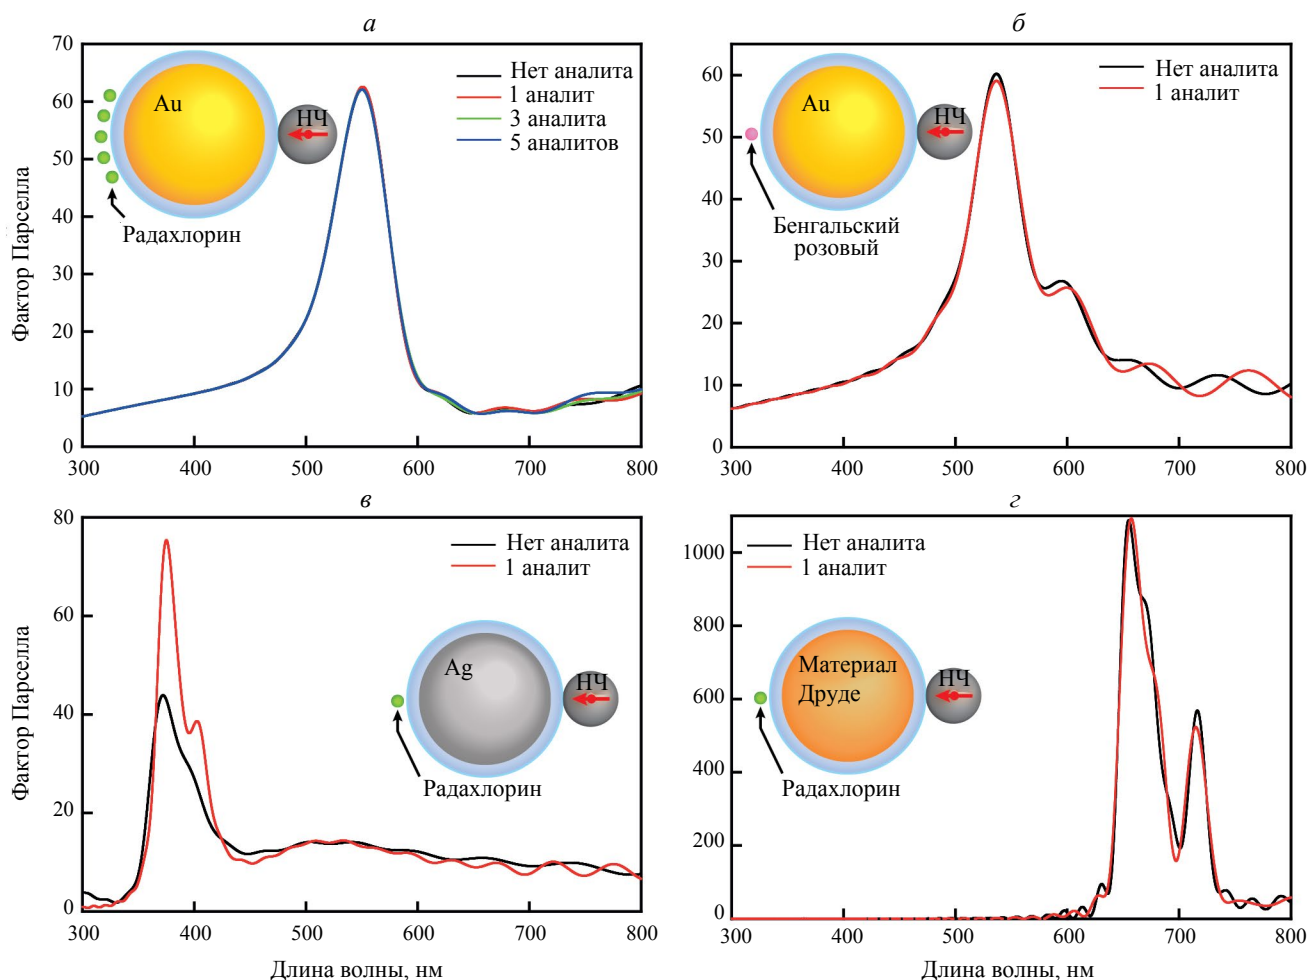 а
70
60
50
40
30
20
10
0
Фактор Парселла
Au
НЧ
Радахлорин
Нет аналита
1 аналит
3 аналита
5 аналитов
300 400 500 600 700 800
б
60
50
40
30
20
10
0
Au
НЧ
Бенгальский
розовый
Нет аналита
1 аналит
300 400 500 600 700 800
в
80
60
40
20
0
Фактор Парселла
Нет аналита
1 аналит
Ag
НЧ
Радахлорин
300 400 500 600 700 800
Длина волны, нм
г
1000
800
600
400
200
0
Нет аналита
1 аналит
Материал
Друде
НЧ
Радахлорин
300 400 500 600 700 800
Длина волны, нм